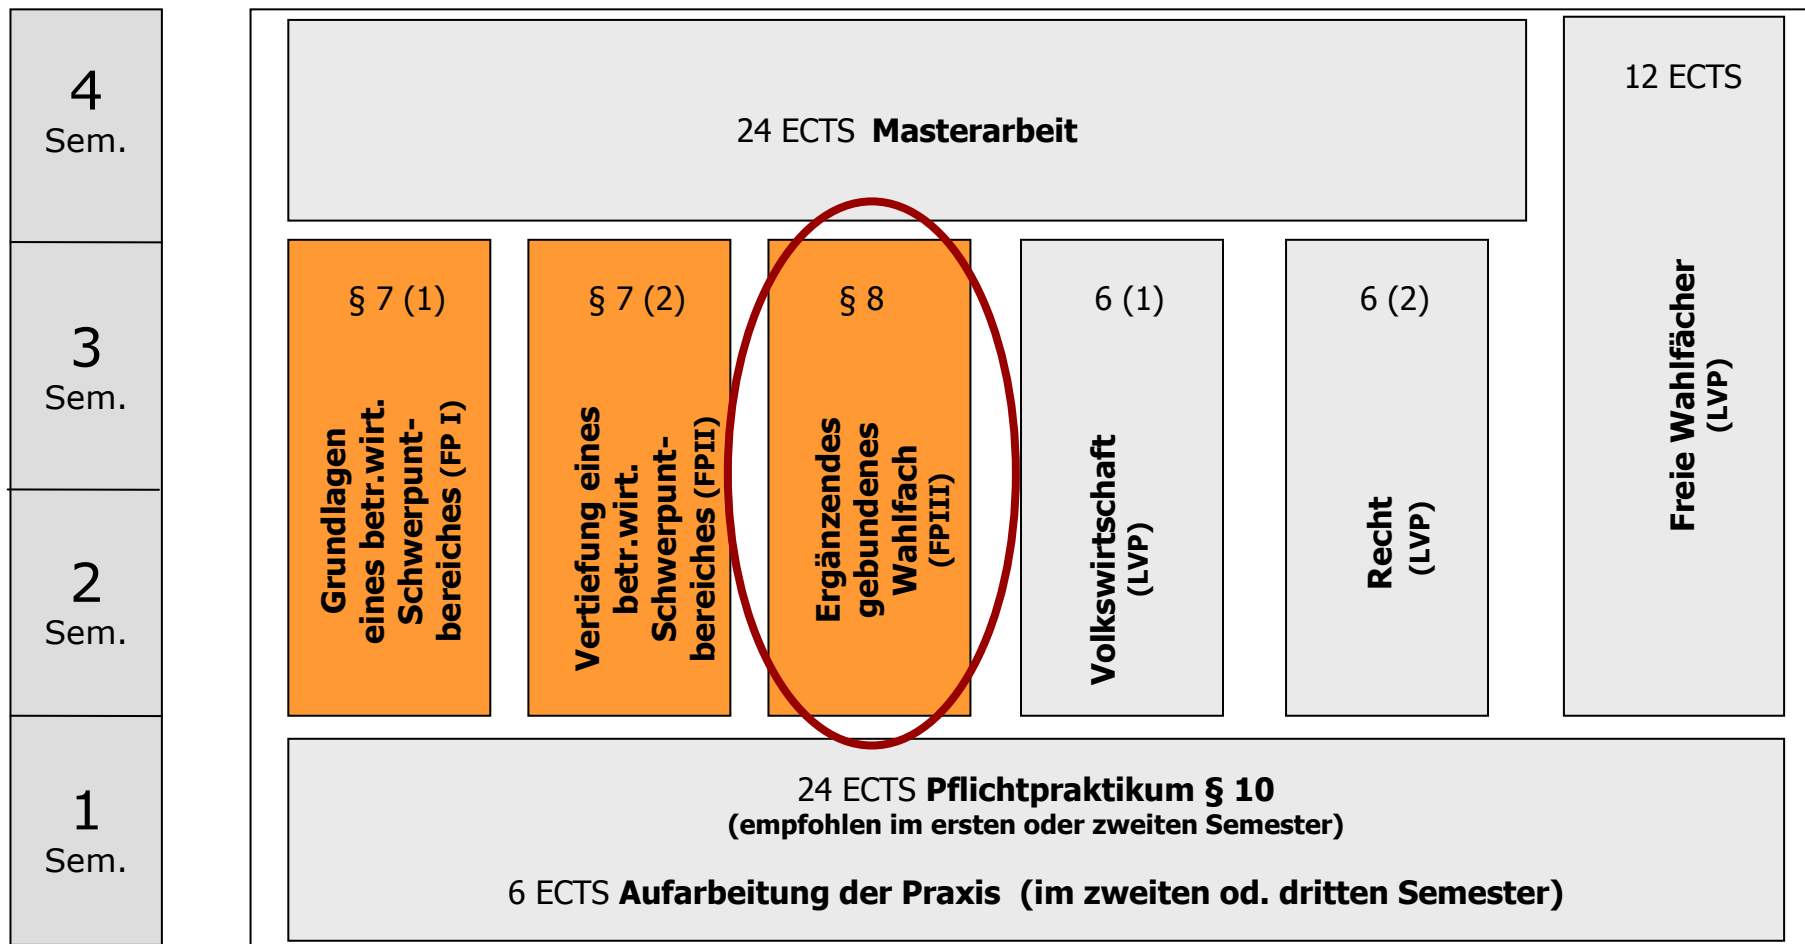 4
Sem.
3
Sem.
2
Sem.
1
Sem.
24 ECTS Masterarbeit
12 ECTS
Freie Wahlfächer
(LVP)
§ 7 (1)
Grundlagen
eines betr.wirt.
Schwerpunt-
bereiches (FP I)
§ 7 (2)
Vertiefung eines
betr.wirt.
Schwerpunt-
bereiches (FPII)
§ 8
Ergänzendes
gebundenes
Wahlfach
(FPIII)
6 (1)
Volkswirtschaft
(LVP)
6 (2)
Recht
(LVP)
24 ECTS Pflichtpraktikum § 10
(empfohlen im ersten oder zweiten Semester)
6 ECTS Aufarbeitung der Praxis (im zweiten od. dritten Semester)